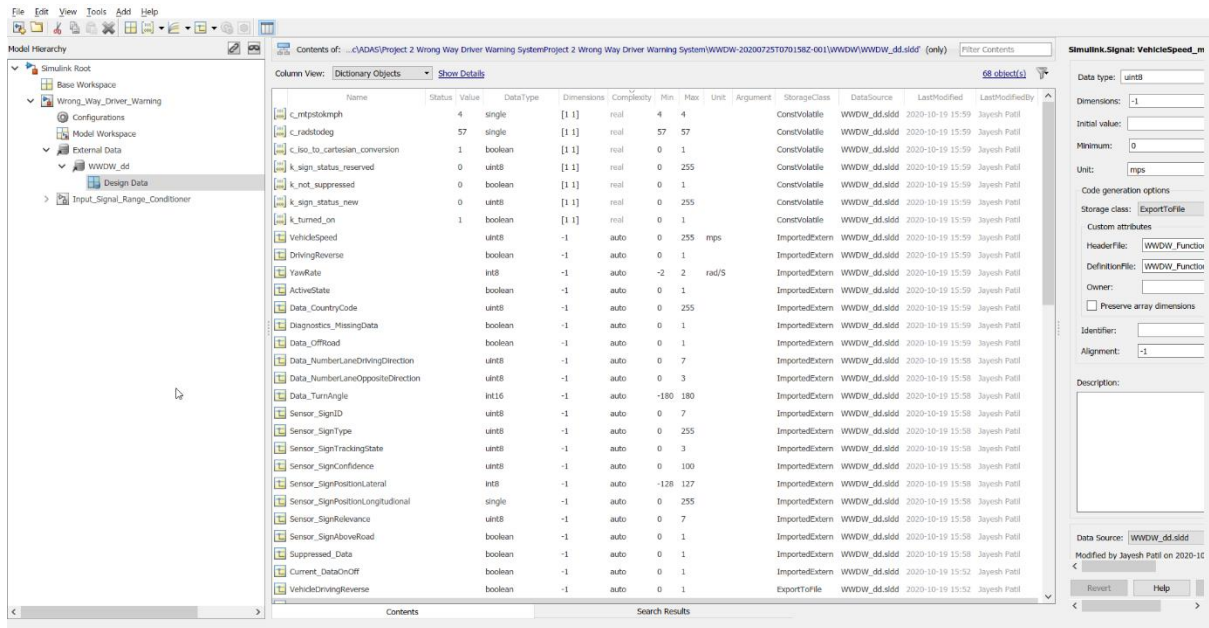 File Edit View Tools Add Help
Model Hierarchy
Simulink Root
Base Workspace
Wrong_Way_Driver_Warning
Configurations
Model Workspace
External Data
WWDW_dd
Design Data
Input_Signal_Range_Conditioner
Contents of: ...c\ADAS\Project 2 Wrong Way Driver Warning SystemProject 2 Wrong Way Driver Warning System\WWDW-20200725T070158Z-001\WWDW\WWDW_dd.sldd' (only) Filter Contents
Column View: Dictionary Objects Show Details 68 object(s)
Name Status Value DataType Dimensions Complexity Min Max Unit Argument StorageClass DataSource LastModified LastModifiedBy
c_mtpstokmph 4 single [1 1] real 4 4 ConstVolatile WWDW_dd.sldd 2020-10-19 15:59 Jayesh Patil
c_radstodeg 57 single [1 1] real 57 57 ConstVolatile WWDW_dd.sldd 2020-10-19 15:59 Jayesh Patil
c_iso_to_cartesian_conversion 1 boolean [1 1] real 0 1 ConstVolatile WWDW_dd.sldd 2020-10-19 15:59 Jayesh Patil
k_sign_status_reserved 0 uint8 [1 1] real 0 255 ConstVolatile WWDW_dd.sldd 2020-10-19 15:59 Jayesh Patil
k_not_suppressed 0 boolean [1 1] real 0 1 ConstVolatile WWDW_dd.sldd 2020-10-19 15:59 Jayesh Patil
k_sign_status_new 0 uint8 [1 1] real 0 255 ConstVolatile WWDW_dd.sldd 2020-10-19 15:59 Jayesh Patil
k_turned_on 1 boolean [1 1] real 0 1 ConstVolatile WWDW_dd.sldd 2020-10-19 15:59 Jayesh Patil
VehicleSpeed uint8 -1 auto 0 255 mps ImportedExtern WWDW_dd.sldd 2020-10-19 15:59 Jayesh Patil
DrivingReverse boolean -1 auto 0 1 ImportedExtern WWDW_dd.sldd 2020-10-19 15:59 Jayesh Patil
YawRate int8 -1 auto -2 2 rad/S ImportedExtern WWDW_dd.sldd 2020-10-19 15:59 Jayesh Patil
ActiveState boolean -1 auto 0 1 ImportedExtern WWDW_dd.sldd 2020-10-19 15:59 Jayesh Patil
Data_CountryCode uint8 -1 auto 0 255 ImportedExtern WWDW_dd.sldd 2020-10-19 15:59 Jayesh Patil
Diagnostics_MissingData boolean -1 auto 0 1 ImportedExtern WWDW_dd.sldd 2020-10-19 15:59 Jayesh Patil
Data_OffRoad boolean -1 auto 0 1 ImportedExtern WWDW_dd.sldd 2020-10-19 15:59 Jayesh Patil
Data_NumberLaneDrivingDirection uint8 -1 auto 0 7 ImportedExtern WWDW_dd.sldd 2020-10-19 15:58 Jayesh Patil
Data_NumberLaneOppositeDirection uint8 -1 auto 0 3 ImportedExtern WWDW_dd.sldd 2020-10-19 15:58 Jayesh Patil
Data_TurnAngle int16 -1 auto -180 180 ImportedExtern WWDW_dd.sldd 2020-10-19 15:58 Jayesh Patil
Sensor_SignID uint8 -1 auto 0 7 ImportedExtern WWDW_dd.sldd 2020-10-19 15:58 Jayesh Patil
Sensor_SignType uint8 -1 auto 0 255 ImportedExtern WWDW_dd.sldd 2020-10-19 15:58 Jayesh Patil
Sensor_SignTrackingState uint8 -1 auto 0 3 ImportedExtern WWDW_dd.sldd 2020-10-19 15:58 Jayesh Patil
Sensor_SignConfidence uint8 -1 auto 0 100 ImportedExtern WWDW_dd.sldd 2020-10-19 15:58 Jayesh Patil
Sensor_SignPositionLateral int8 -1 auto -128 127 ImportedExtern WWDW_dd.sldd 2020-10-19 15:58 Jayesh Patil
Sensor_SignPositionLongitudional single -1 auto 0 255 ImportedExtern WWDW_dd.sldd 2020-10-19 15:58 Jayesh Patil
Sensor_SignRelevance uint8 -1 auto 0 7 ImportedExtern WWDW_dd.sldd 2020-10-19 15:58 Jayesh Patil
Sensor_SignAboveRoad boolean -1 auto 0 1 ImportedExtern WWDW_dd.sldd 2020-10-19 15:58 Jayesh Patil
Suppressed_Data boolean -1 auto 0 1 ImportedExtern WWDW_dd.sldd 2020-10-19 15:58 Jayesh Patil
Current_DataOnOff boolean -1 auto 0 1 ImportedExtern WWDW_dd.sldd 2020-10-19 15:52 Jayesh Patil
VehicleDrivingReverse boolean -1 auto 0 1 ExportToFile WWDW_dd.sldd 2020-10-19 15:52 Jayesh Patil
Contents Search Results
Simulink.Signal: VehicleSpeed_m
Data type: uint8
Dimensions: -1
Initial value:
Minimum: 0
Unit: mps
Code generation options
Storage class: ExportToFile
Custom attributes
HeaderFile: WWDW_Function
DefinitionFile: WWDW_Function
Owner:
Preserve array dimensions
Identifier:
Alignment: -1
Description:
Data Source: WWDW_dd.sldd
Modified by Jayesh Patil on 2020-10
Revert Help